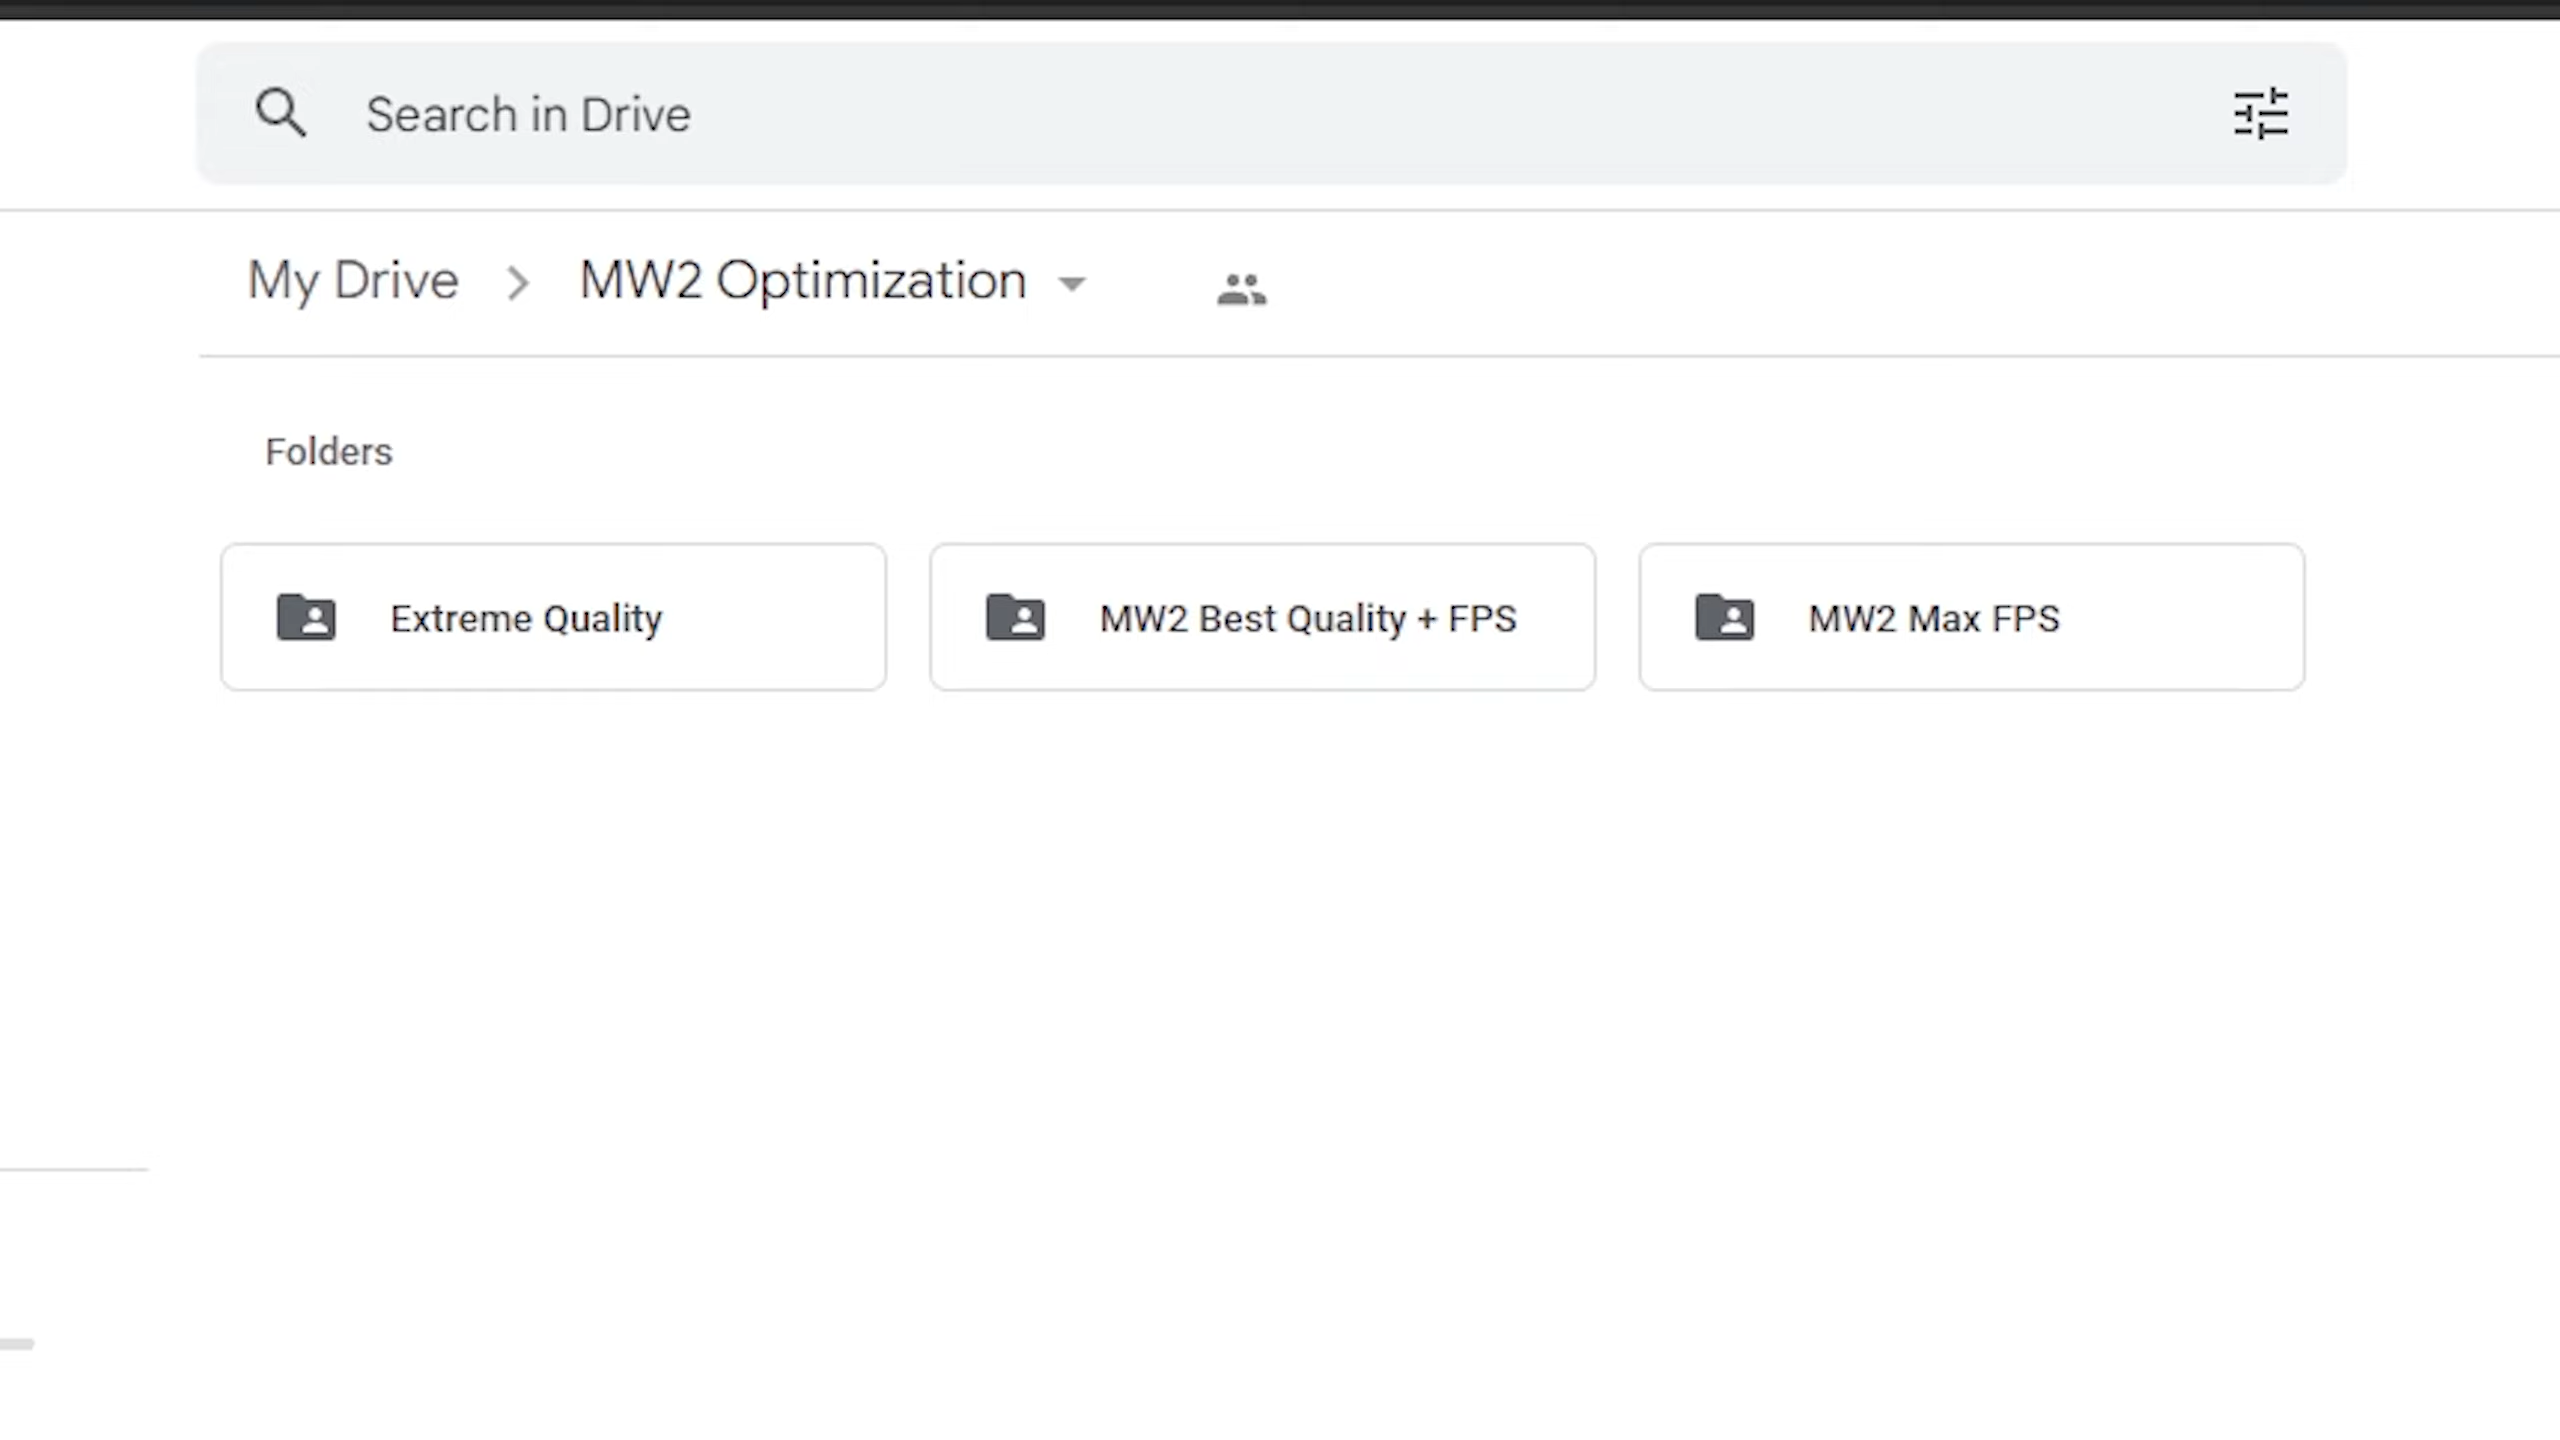 Search in Drive
My Drive > MW2 Optimization
Folders
Extreme Quality
MW2 Best Quality + FPS
MW2 Max FPS